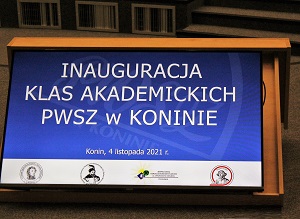 INAUGURACJA
KLAS AKADEMICKICH
PWSZ w KONINIE
Konin, 4 listopada 2021 r.